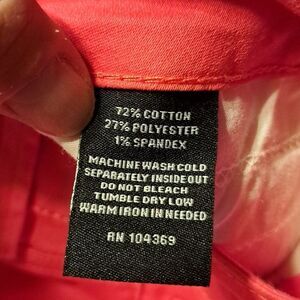 72% COTTON
27% POLYESTER
1% SPANDEX
MACHINE WASH COLD
SEPARATELY INSIDE OUT
DO NOT BLEACH
TUMBLE DRY LOW
WARM IRON IN NEEDED
RN 104369